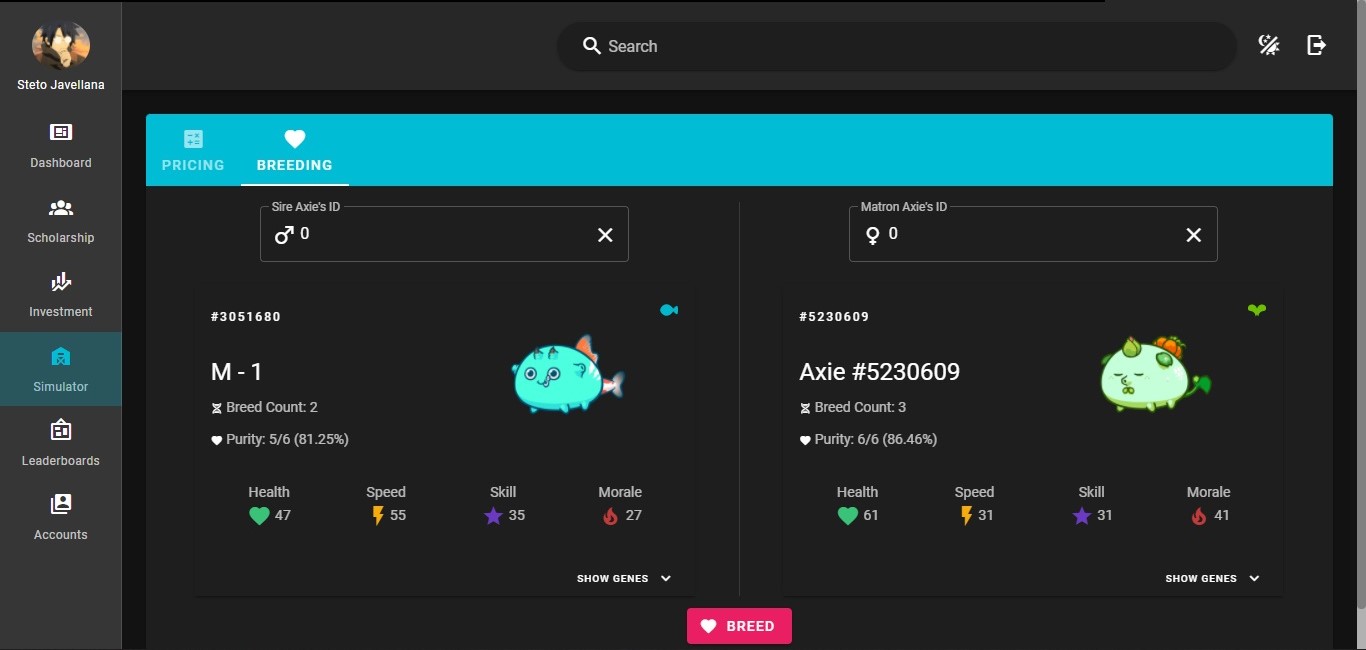 Search
Steto Javellana
Dashboard
Scholarship
Investment
Simulator
Leaderboards
Accounts
PRICING
BREEDING
Sire Axie's ID
0
Matron Axie's ID
0
#3051680
M - 1
Breed Count: 2
Purity: 5/6 (81.25%)
Health
Speed
Skill
Morale
47
55
35
27
SHOW GENES
#5230609
Axie #5230609
Breed Count: 3
Purity: 6/6 (86.46%)
Health
Speed
Skill
Morale
61
31
31
41
SHOW GENES
BREED